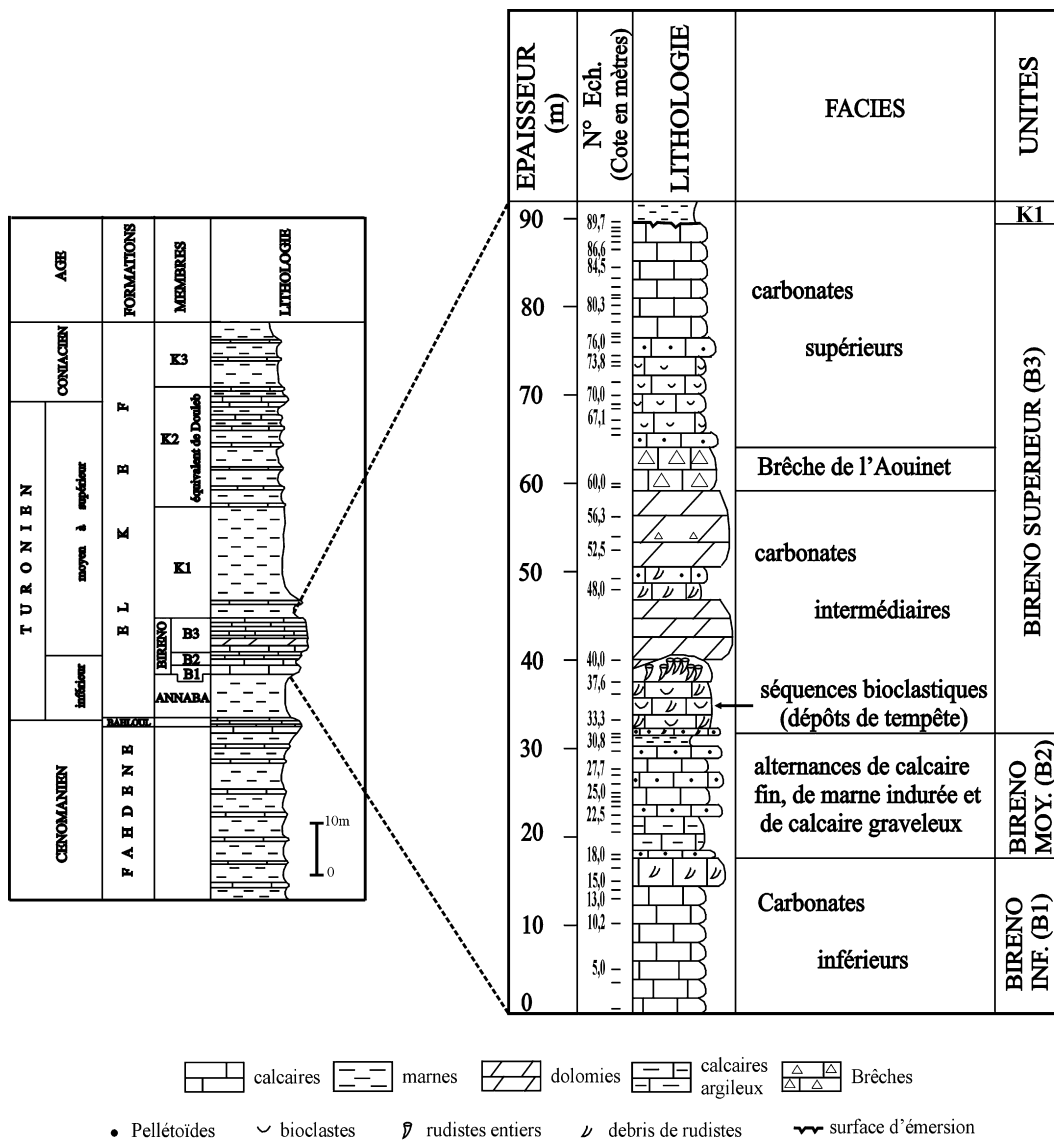 AGE
FORMATIONS
MEMBRES
LITHOLOGIE
CONIACIEN
TURONIEN
moyen à supérieur
inférieur
CENOMANIEN
EL KEF
BAHLOUL
FAHDENE
K3
K2
équivalent de Douleb
K1
BIRENO
B3
B2
B1
ANNABA
10m
0
EPAISSEUR
(m)
N° Ech.
(Cote en mètres)
LITHOLOGIE
FACIES
UNITES
90
80
70
60
50
40
30
20
10
0
89,7
86,6
84,5
80,3
76,0
73,8
70,0
67,1
60,0
56,3
52,5
48,0
40,0
37,6
33,3
30,8
27,7
25,0
22,5
18,0
15,0
13,0
10,2
5,0
carbonates
supérieurs
Brêche de l'Aouinet
carbonates
intermédiaires
séquences bioclastiques
(dépôts de tempête)
alternances de calcaire
fin, de marne indurée et
de calcaire graveleux
Carbonates
inférieurs
K1
BIRENO SUPERIEUR (B3)
BIRENO
MOY. (B2)
BIRENO
INF. (B1)
calcaires
marnes
dolomies
calcaires
argileux
Brêches
Pellétoïdes
bioclastes
rudistes entiers
debris de rudistes
surface d'émersion